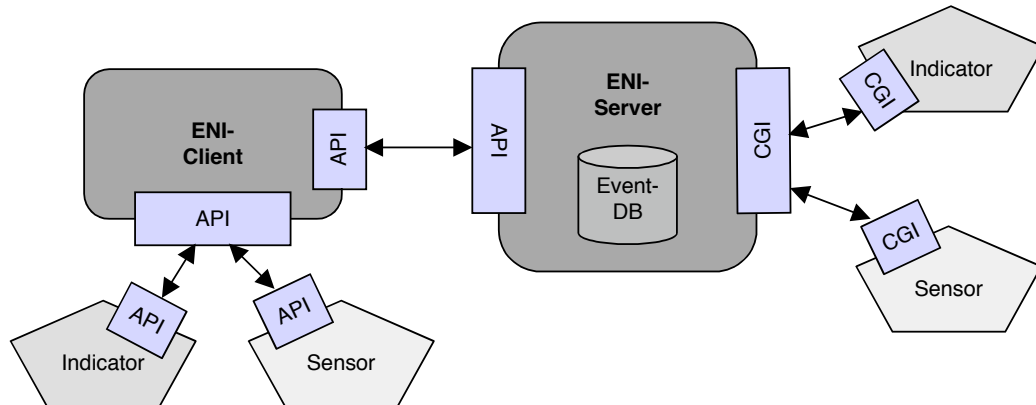 ENI-
Client
API
API
API
Indicator
API
Sensor
ENI-
Server
API
Event-
DB
CGI
CGI
Indicator
CGI
Sensor